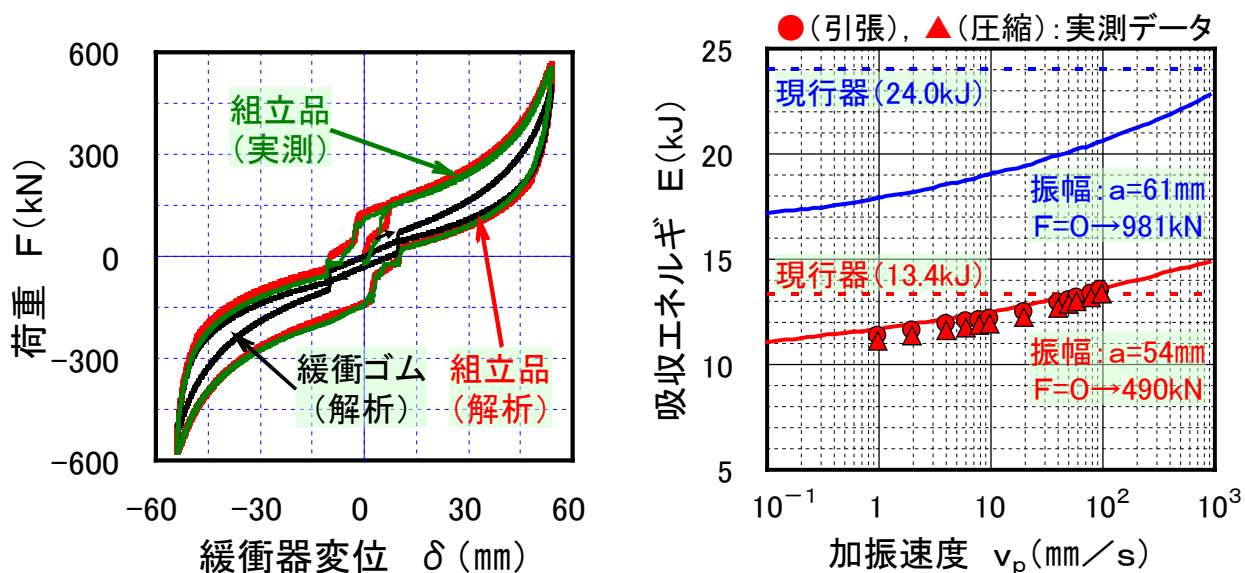 600
300
0
-300
-600
-60
-30
0
30
60
荷重 F(kN)
緩衝器変位 δ(mm)
組立品
(実測)
緩衝ゴム
(解析)
組立品
(解析)
●(引張), ▲(圧縮):実測データ
25
20
15
10
5
10⁻¹
1
10
10²
10³
吸収エネルギ E(kJ)
加振速度 vₚ(mm/s)
現行器(24.0kJ)
振幅:a=61mm
F=0→981kN
現行器(13.4kJ)
振幅:a=54mm
F=0→490kN